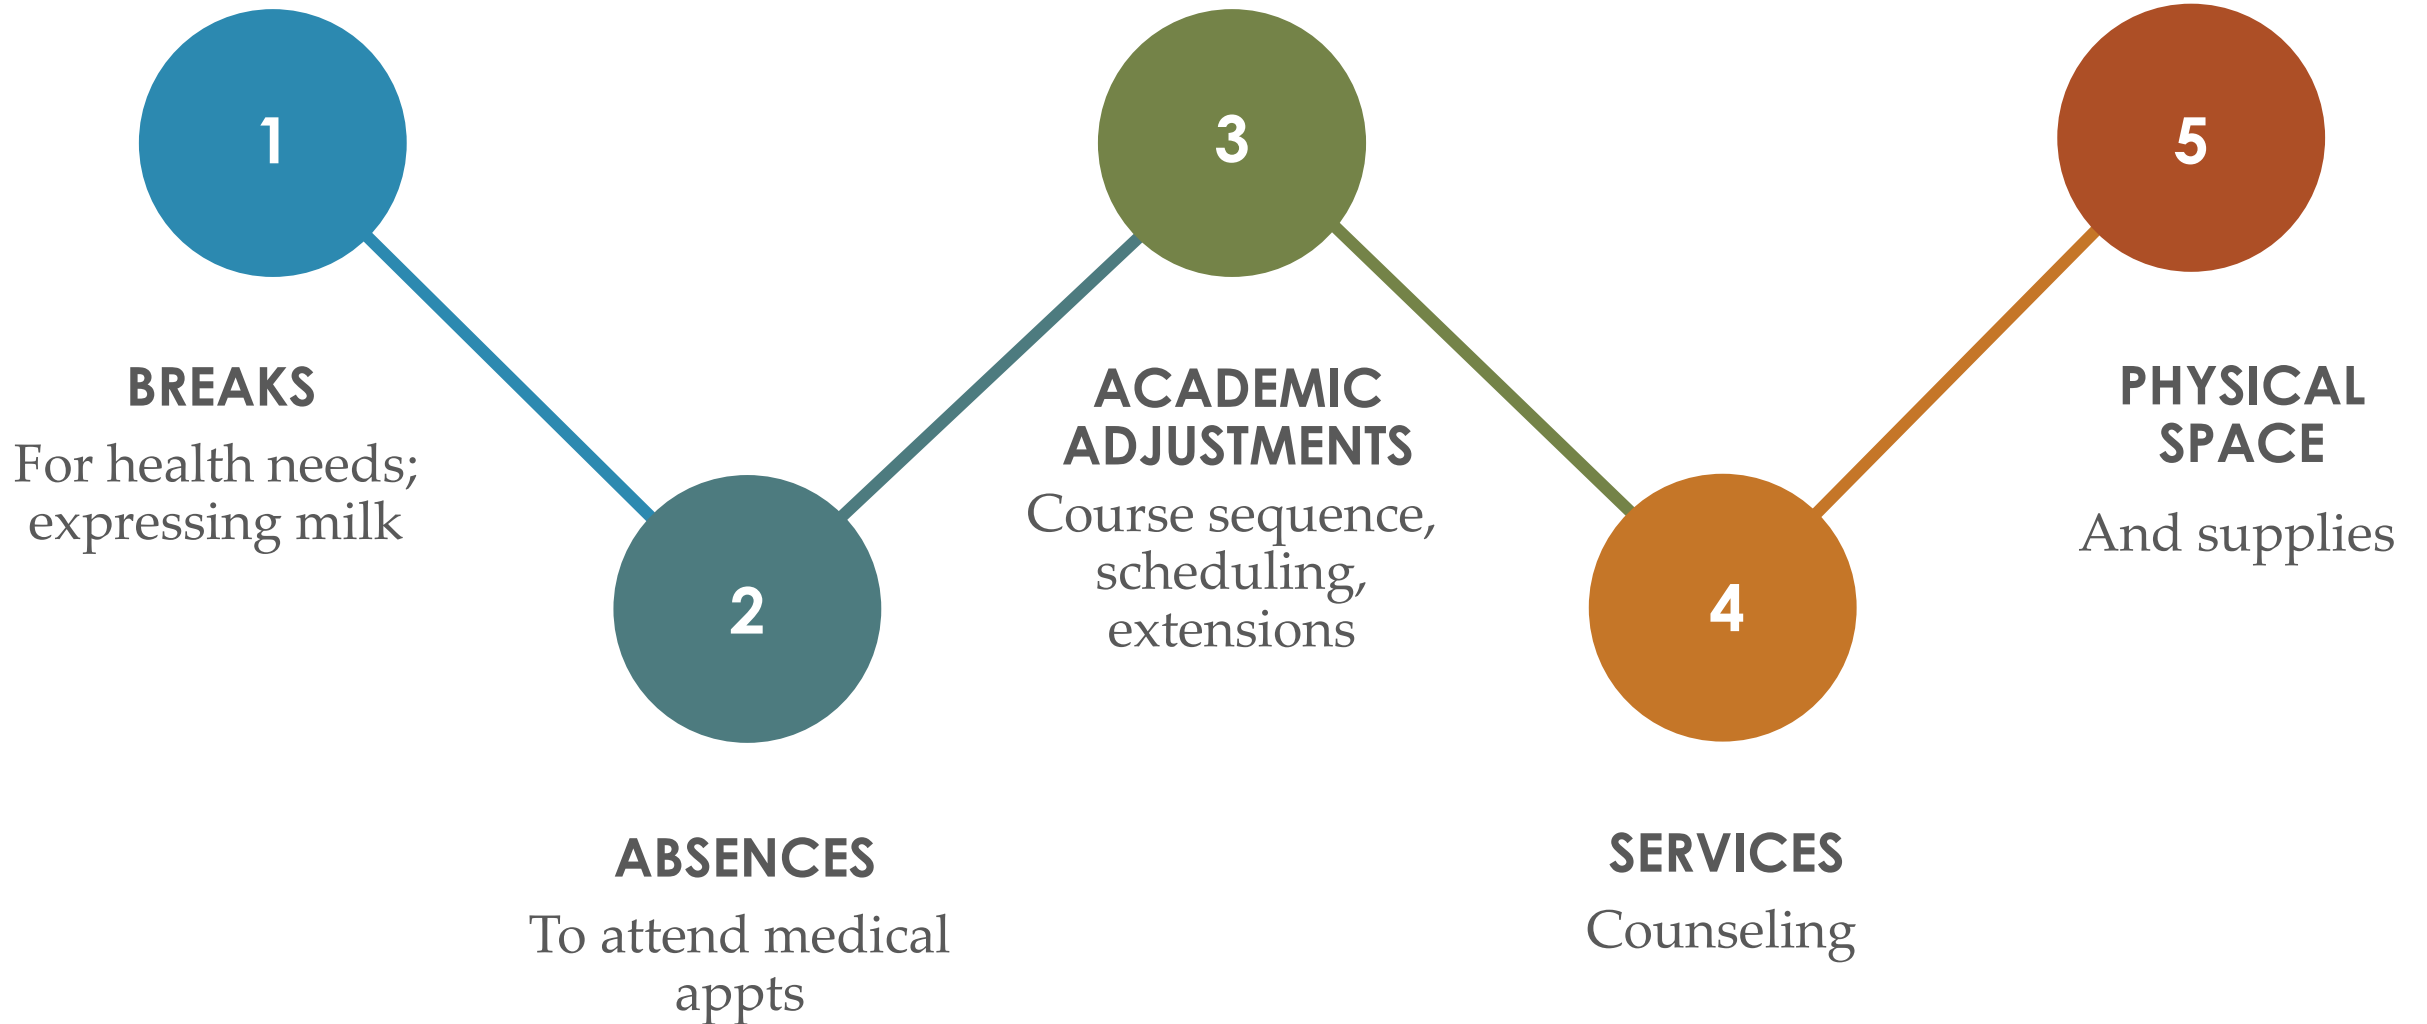 1
BREAKS
For health needs;
expressing milk
2
ABSENCES
To attend medical
appts
3
ACADEMIC
ADJUSTMENTS
Course sequence,
scheduling,
extensions
4
SERVICES
Counseling
5
PHYSICAL
SPACE
And supplies